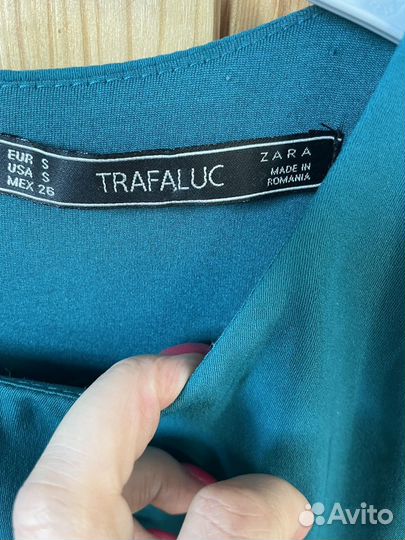 EUR S
USA S
MEX 26
TRAFALUC
ZARA
MADE IN
ROMANIA
Avito